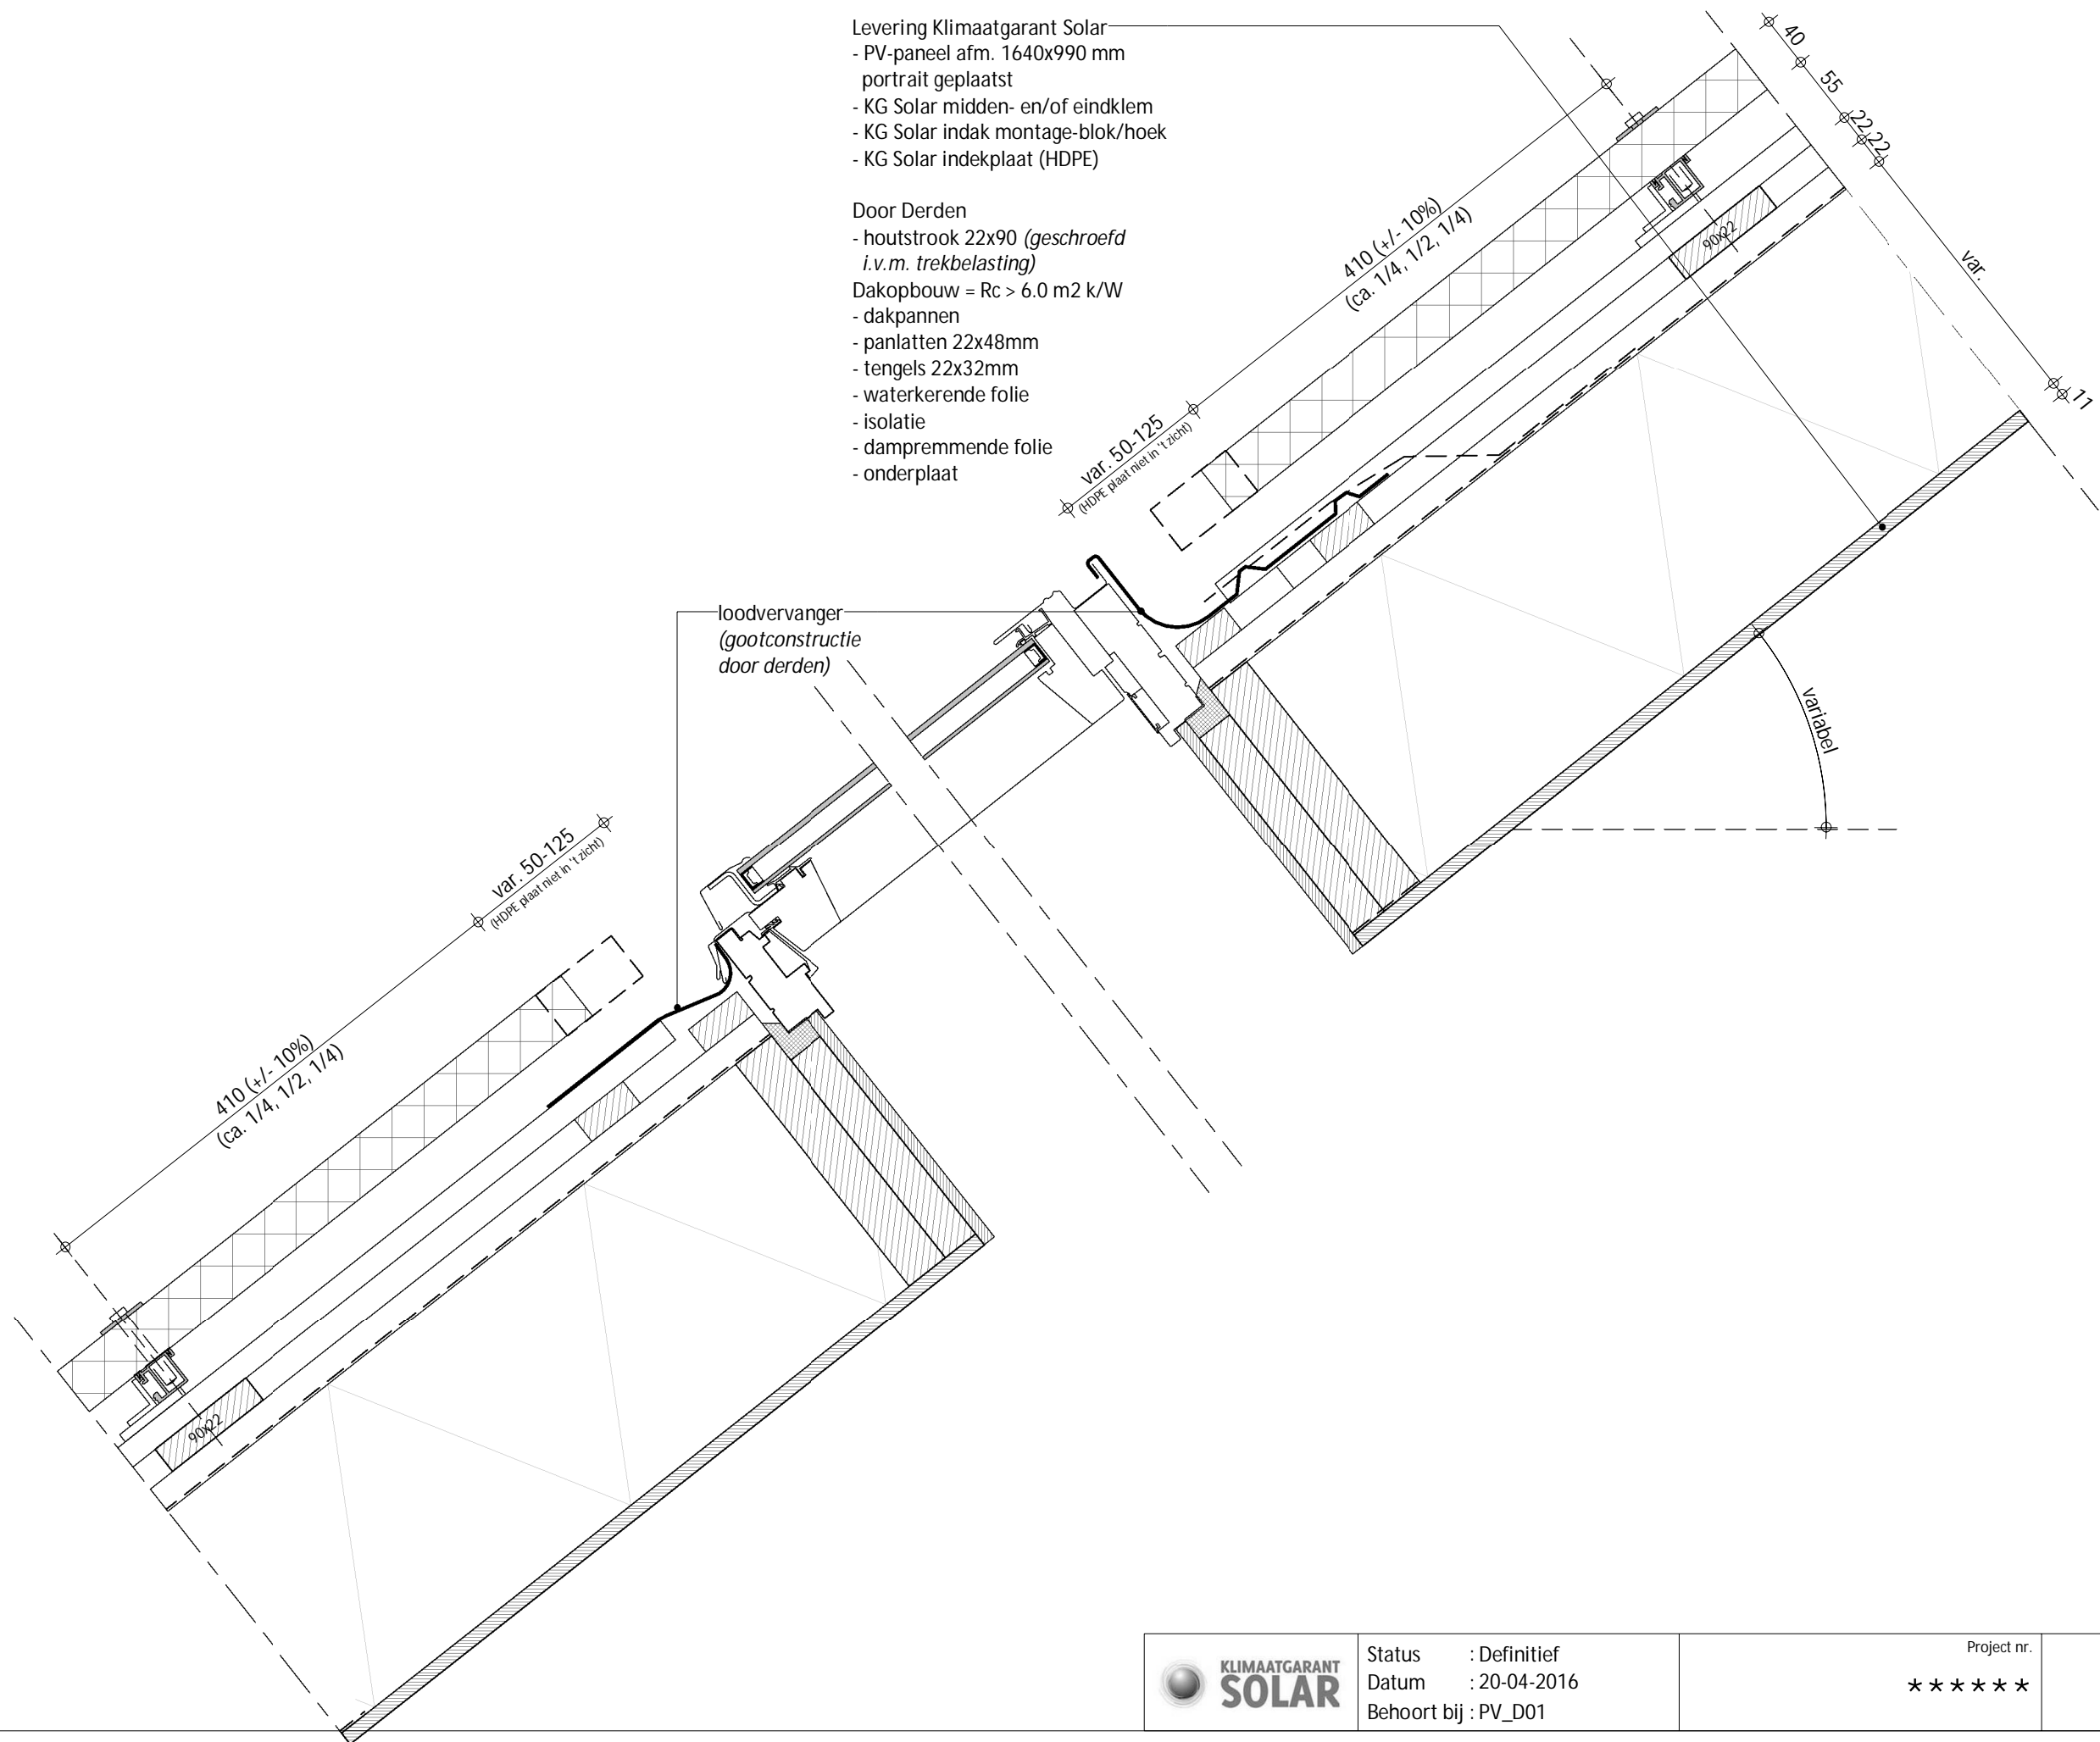 Levering Klimaatgarant Solar
- PV-paneel afm. 1640x990 mm
portrait geplaatst
- KG Solar midden- en/of eindklem
- KG Solar indak montage-blok/hoek
- KG Solar indekplaat (HDPE)
Door Derden
- houtstrook 22x90 (geschroefd
i.v.m. trekbelasting)
Dakopbouw = Rc > 6.0 m2 k/W
- dakpannen
- panlatten 22x48mm
- tengels 22x32mm
- waterkerende folie
- isolatie
- dampremmende folie
- onderplaat
40
55
22
22
var.
11
410 (+/- 10%)
(ca. 1/4, 1/2, 1/4)
90x22
var. 50-125
(HDPE plaat niet in 't zicht)
loodvervanger
(gootconstructie
door derden)
variabel
var. 50-125
(HDPE plaat niet in 't zicht)
410 (+/- 10%)
(ca. 1/4, 1/2, 1/4)
90x22
KLIMAATGARANT
SOLAR
Status : Definitief
Datum : 20-04-2016
Behoort bij : PV_D01
Project nr.
******